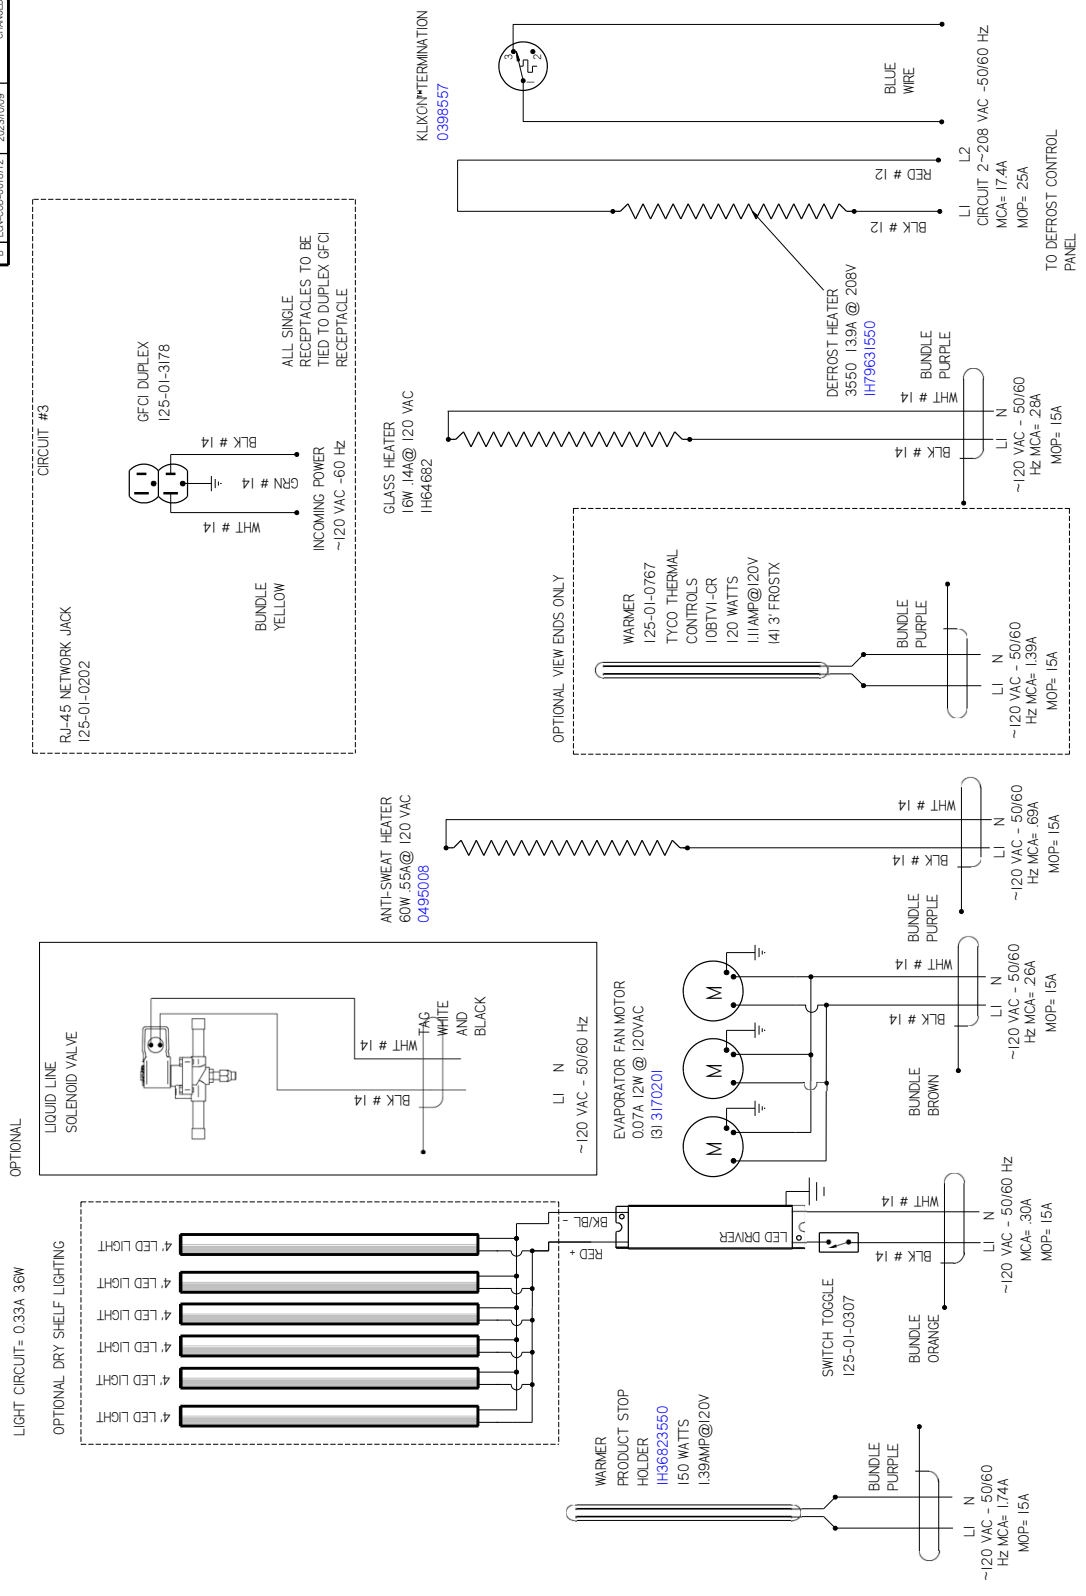 B LGN-COD-0010712 2023/10/09
CIRCUIT #3
RJ-45 NETWORK JACK
125-01-0202
GFCI DUPLEX
125-01-3178
BLK # 14
GRN # 14
WHT # 14
INCOMING POWER
~120 VAC -60 Hz
BUNDLE
YELLOW
ALL SINGLE
RECEPTACLES TO BE
TIED TO DUPLEX GFCI
RECEPTACLE
KLIXON™TERMINATION
0398557
3
2
1
BLUE
WIRE
RED # 12
BLK # 12
L1 L2
CIRCUIT 2~208 VAC -50/60 Hz
MCA= 17.4A
MOP= 25A
TO DEFROST CONTROL
PANEL
DEFROST HEATER
3550 13.9A @ 208V
1H79631550
GLASS HEATER
16W .14A@ 120 VAC
1H64682
WHT # 14
BLK # 14
BUNDLE
PURPLE
L1 N
~120 VAC - 50/60
Hz MCA= .28A
MOP= 15A
OPTIONAL VIEW ENDS ONLY
WARMER
125-01-0767
TYCO THERMAL
CONTROLS
10BTV1-CR
120 WATTS
1.11AMP@120V
(4) 3' FROSTX
BUNDLE
PURPLE
L1 N
~120 VAC - 50/60
Hz MCA= 1.39A
MOP= 15A
ANTI-SWEAT HEATER
60W .55A@ 120 VAC
0495008
WHT # 14
BLK # 14
BUNDLE
PURPLE
L1 N
~120 VAC - 50/60
Hz MCA= .69A
MOP= 15A
OPTIONAL
LIQUID LINE
SOLENOID VALVE
WHT # 14
BLK # 14
TAG
WHITE
AND
BLACK
L1 N
~120 VAC - 50/60 Hz
EVAPORATOR FAN MOTOR
0.07A 12W @ 120VAC
(3) 3170201
M
M
M
WHT # 14
BLK # 14
BUNDLE
BROWN
L1 N
~120 VAC - 50/60
Hz MCA= .26A
MOP= 15A
LIGHT CIRCUIT= 0.33A 36W
OPTIONAL DRY SHELF LIGHTING
4' LED LIGHT
4' LED LIGHT
4' LED LIGHT
4' LED LIGHT
4' LED LIGHT
4' LED LIGHT
RED +
BK/BL -
LED DRIVER
SWITCH TOGGLE
125-01-0307
WHT # 14
BLK # 14
BUNDLE
ORANGE
L1 N
~120 VAC - 50/60 Hz
MCA= .30A
MOP= 15A
WARMER
PRODUCT STOP
HOLDER
1H36823550
150 WATTS
1.39AMP@120V
BUNDLE
PURPLE
L1 N
~120 VAC - 50/60
Hz MCA= 1.74A
MOP= 15A